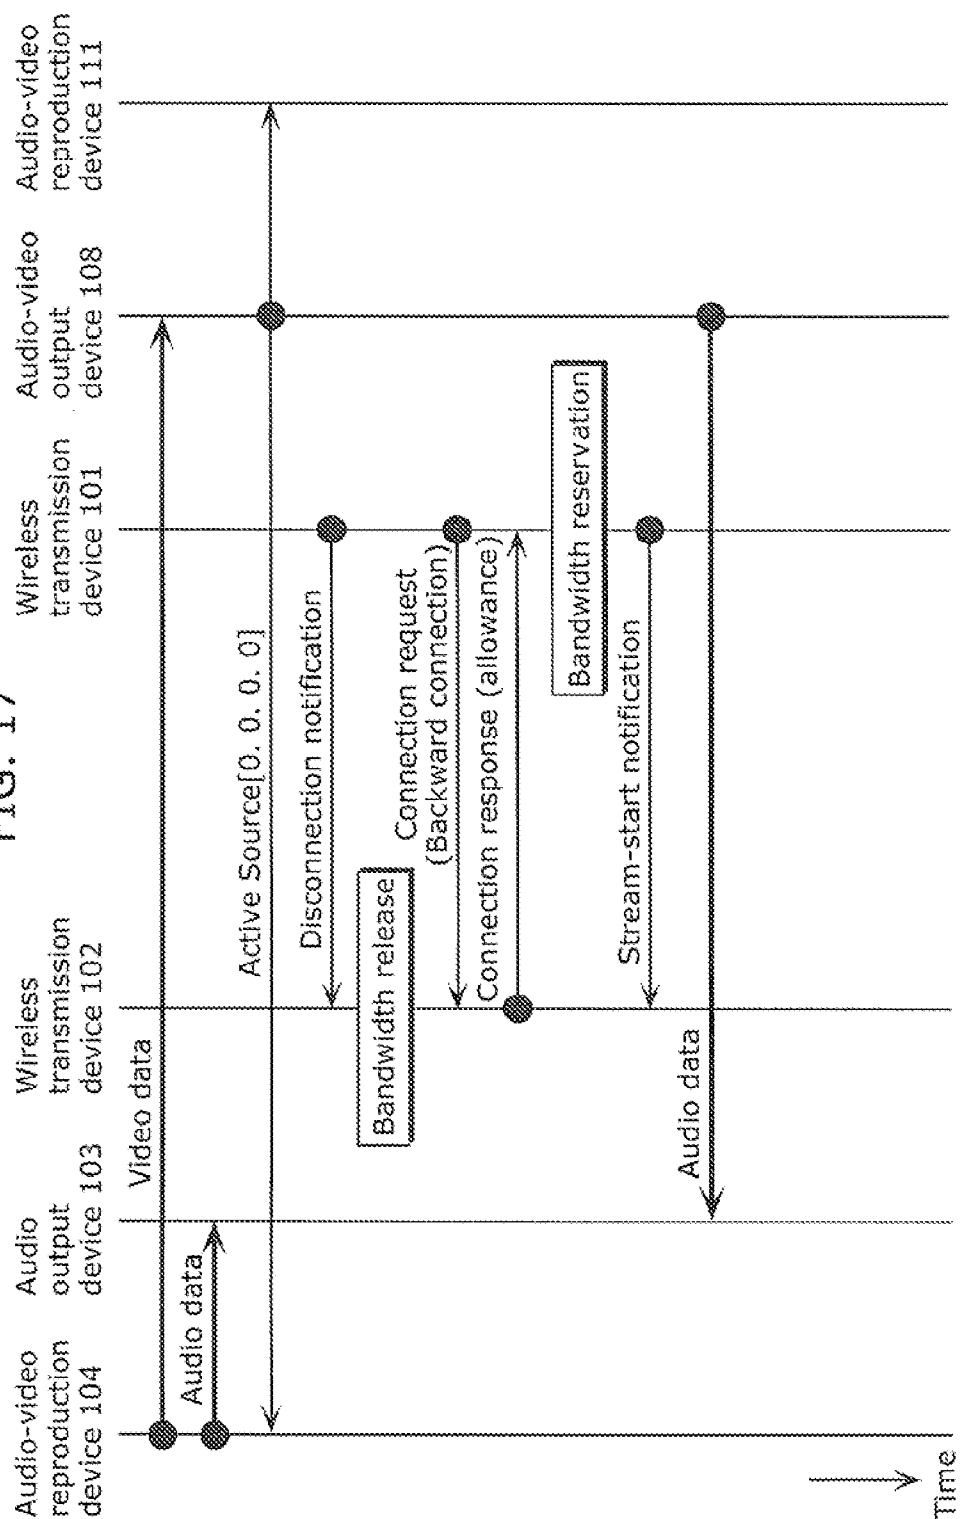 FIG. 17
Audio-video
reproduction
device 104
Audio
output
device 103
Wireless
transmission
device 102
Wireless
transmission
device 101
Audio-video
output
device 108
Audio-video
reproduction
device 111
Video data
Audio data
Active Source[0. 0. 0. 0]
Disconnection notification
Bandwidth release
Connection request
(Backward connection)
Connection response (allowance)
Bandwidth reservation
Stream-start notification
Audio data
Time